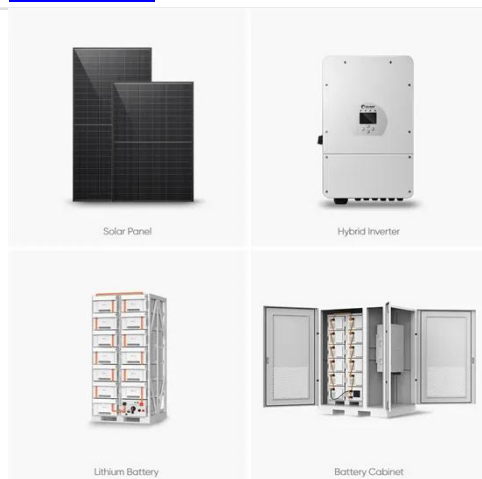 Solar Panel
Hybrid Inverter
Lithium Battery
Battery Cabinet